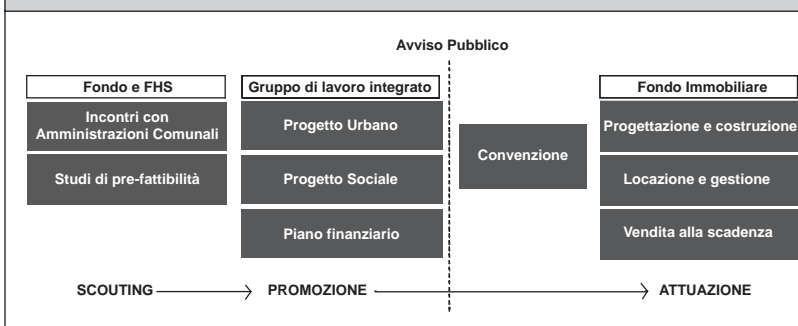 Avviso Pubblico
Fondo e FHS
Incontri con
Amministrazioni Comunali
Studi di pre-fattibilità
Gruppo di lavoro integrato
Progetto Urbano
Progetto Sociale
Piano finanziario
Convenzione
Fondo Immobiliare
Progettazione e costruzione
Locazione e gestione
Vendita alla scadenza
SCOUTING PROMOZIONE ATTUAZIONE